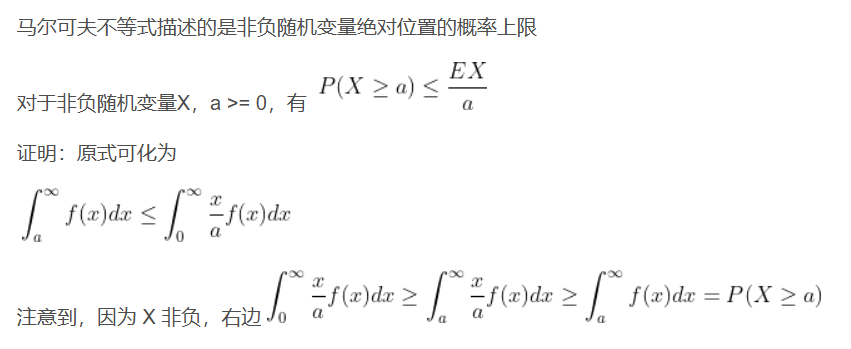 马尔可夫不等式描述的是非负随机变量绝对位置的概率上限
对于非负随机变量X，a >= 0，有 $P(X \geq a) \leq \frac{EX}{a}$
证明：原式可化为
$\int_a^\infty f(x)dx \leq \int_0^\infty \frac{x}{a} f(x)dx$
注意到，因为 X 非负，右边 $\int_0^\infty \frac{x}{a} f(x)dx \geq \int_a^\infty \frac{x}{a} f(x)dx \geq \int_a^\infty f(x)dx = P(X \geq a)$